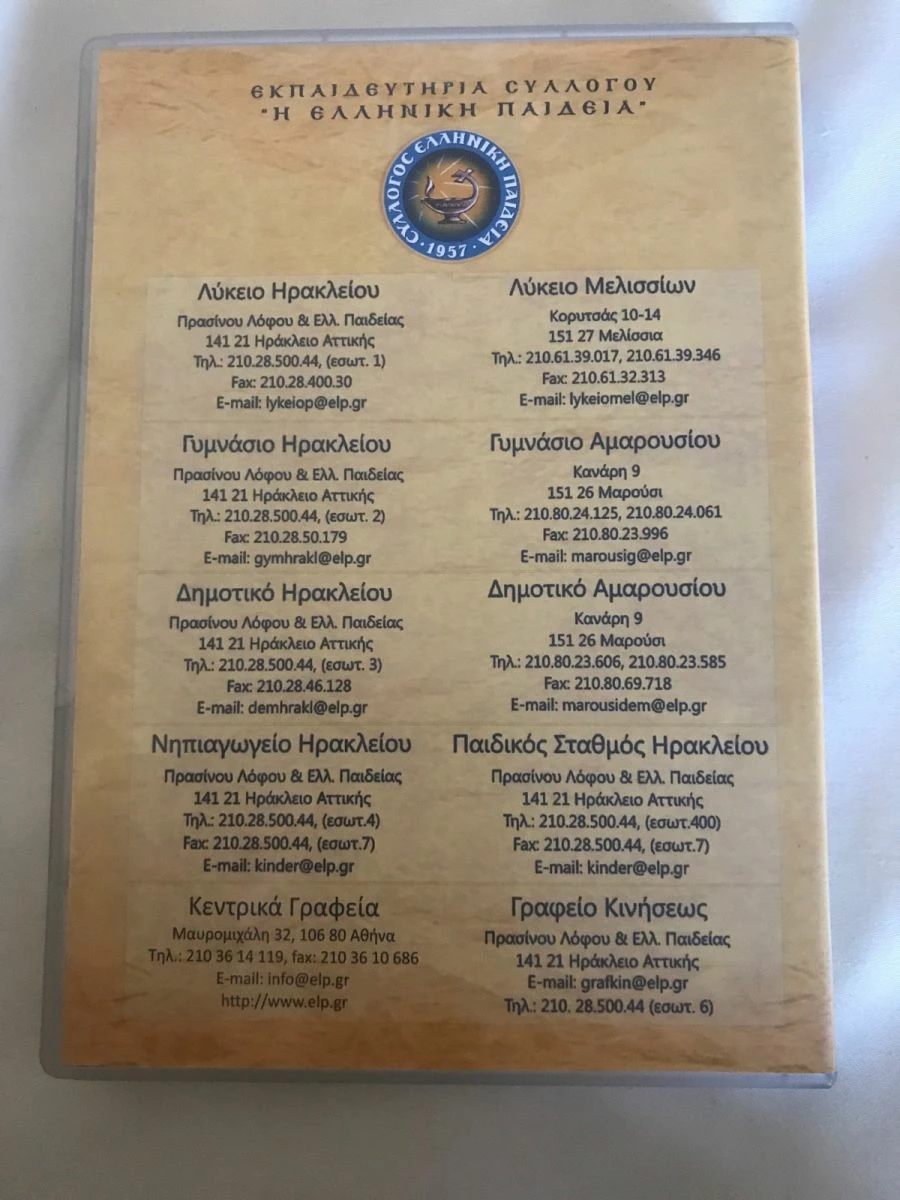 ΕΚΠΑΙΔΕΥΤΗΡΙΑ ΣΥΛΛΟΓΟΥ
"Η ΕΛΛΗΝΙΚΗ ΠΑΙΔΕΙΑ"
ΣΥΛΛΟΓΟΣ ΕΛΛΗΝΙΚΗ ΠΑΙΔΕΙΑ
· 1957 ·
Λύκειο Ηρακλείου
Πρασίνου Λόφου & Ελλ. Παιδείας
141 21 Ηράκλειο Αττικής
Τηλ.: 210.28.500.44, (εσωτ. 1)
Fax: 210.28.400.30
E-mail: lykeiop@elp.gr
Λύκειο Μελισσίων
Κορυτσάς 10-14
151 27 Μελίσσια
Τηλ.: 210.61.39.017, 210.61.39.346
Fax: 210.61.32.313
E-mail: lykeiomel@elp.gr
Γυμνάσιο Ηρακλείου
Πρασίνου Λόφου & Ελλ. Παιδείας
141 21 Ηράκλειο Αττικής
Τηλ.: 210.28.500.44, (εσωτ. 2)
Fax: 210.28.50.179
E-mail: gymhrakl@elp.gr
Γυμνάσιο Αμαρουσίου
Κανάρη 9
151 26 Μαρούσι
Τηλ.: 210.80.24.125, 210.80.24.061
Fax: 210.80.23.996
E-mail: marousig@elp.gr
Δημοτικό Ηρακλείου
Πρασίνου Λόφου & Ελλ. Παιδείας
141 21 Ηράκλειο Αττικής
Τηλ.: 210.28.500.44, (εσωτ. 3)
Fax: 210.28.46.128
E-mail: demhrakl@elp.gr
Δημοτικό Αμαρουσίου
Κανάρη 9
151 26 Μαρούσι
Τηλ.: 210.80.23.606, 210.80.23.585
Fax: 210.80.69.718
E-mail: marousidem@elp.gr
Νηπιαγωγείο Ηρακλείου
Πρασίνου Λόφου & Ελλ. Παιδείας
141 21 Ηράκλειο Αττικής
Τηλ.: 210.28.500.44, (εσωτ.4)
Fax: 210.28.500.44, (εσωτ.7)
E-mail: kinder@elp.gr
Παιδικός Σταθμός Ηρακλείου
Πρασίνου Λόφου & Ελλ. Παιδείας
141 21 Ηράκλειο Αττικής
Τηλ.: 210.28.500.44, (εσωτ.400)
Fax: 210.28.500.44, (εσωτ.7)
E-mail: kinder@elp.gr
Κεντρικά Γραφεία
Μαυρομιχάλη 32, 106 80 Αθήνα
Τηλ.: 210 36 14 119, fax: 210 36 10 686
E-mail: info@elp.gr
http://www.elp.gr
Γραφείο Κινήσεως
Πρασίνου Λόφου & Ελλ. Παιδείας
141 21 Ηράκλειο Αττικής
E-mail: grafkin@elp.gr
Τηλ.: 210. 28.500.44 (εσωτ. 6)